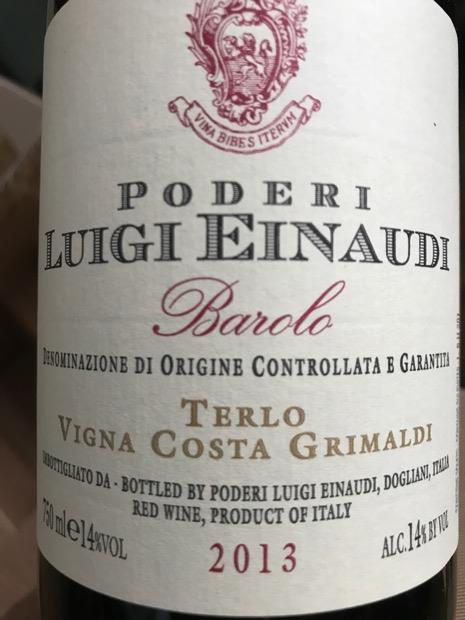 VINA BIBES ITERVM
PODERI
LUIGI EINAUDI
Barolo
DENOMINAZIONE DI ORIGINE CONTROLLATA E GARANTITA
TERLO
VIGNA COSTA GRIMALDI
IMBOTTIGLIATO DA - BOTTLED BY PODERI LUIGI EINAUDI, DOGLIANI, ITALIA
RED WINE, PRODUCT OF ITALY
750 ml e 14% VOL
2013
ALC. 14% BY VOL